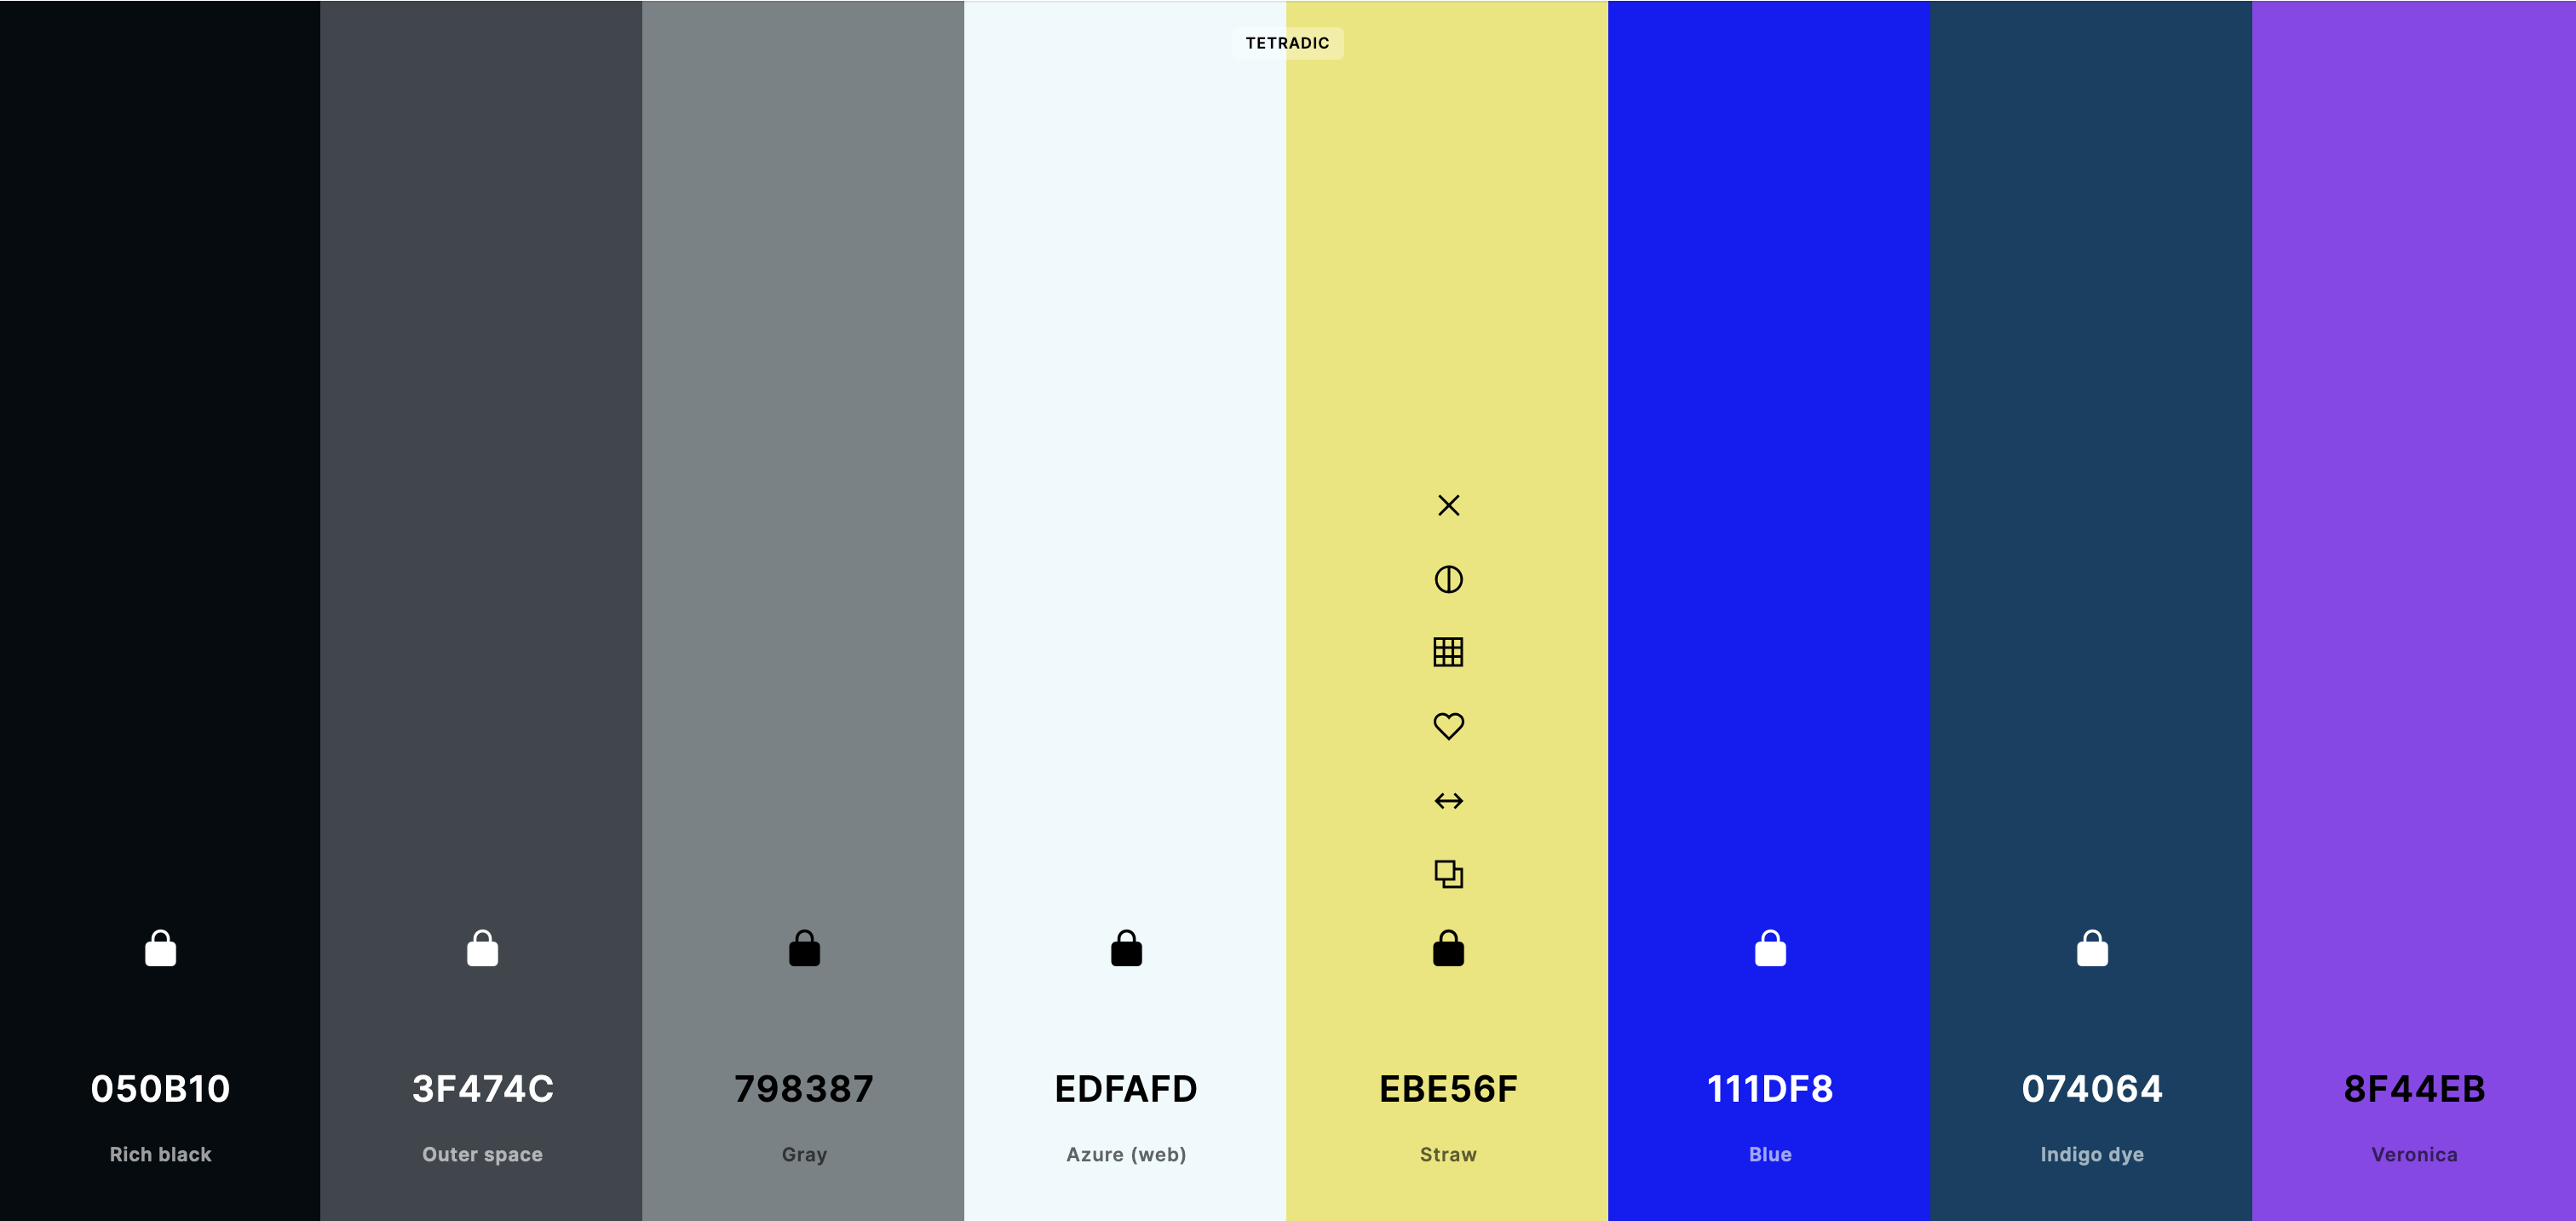 TETRADIC
050B10
Rich black
3F474C
Outer space
798387
Gray
EDFAFD
Azure (web)
EBE56F
Straw
111DF8
Blue
074064
Indigo dye
8F44EB
Veronica